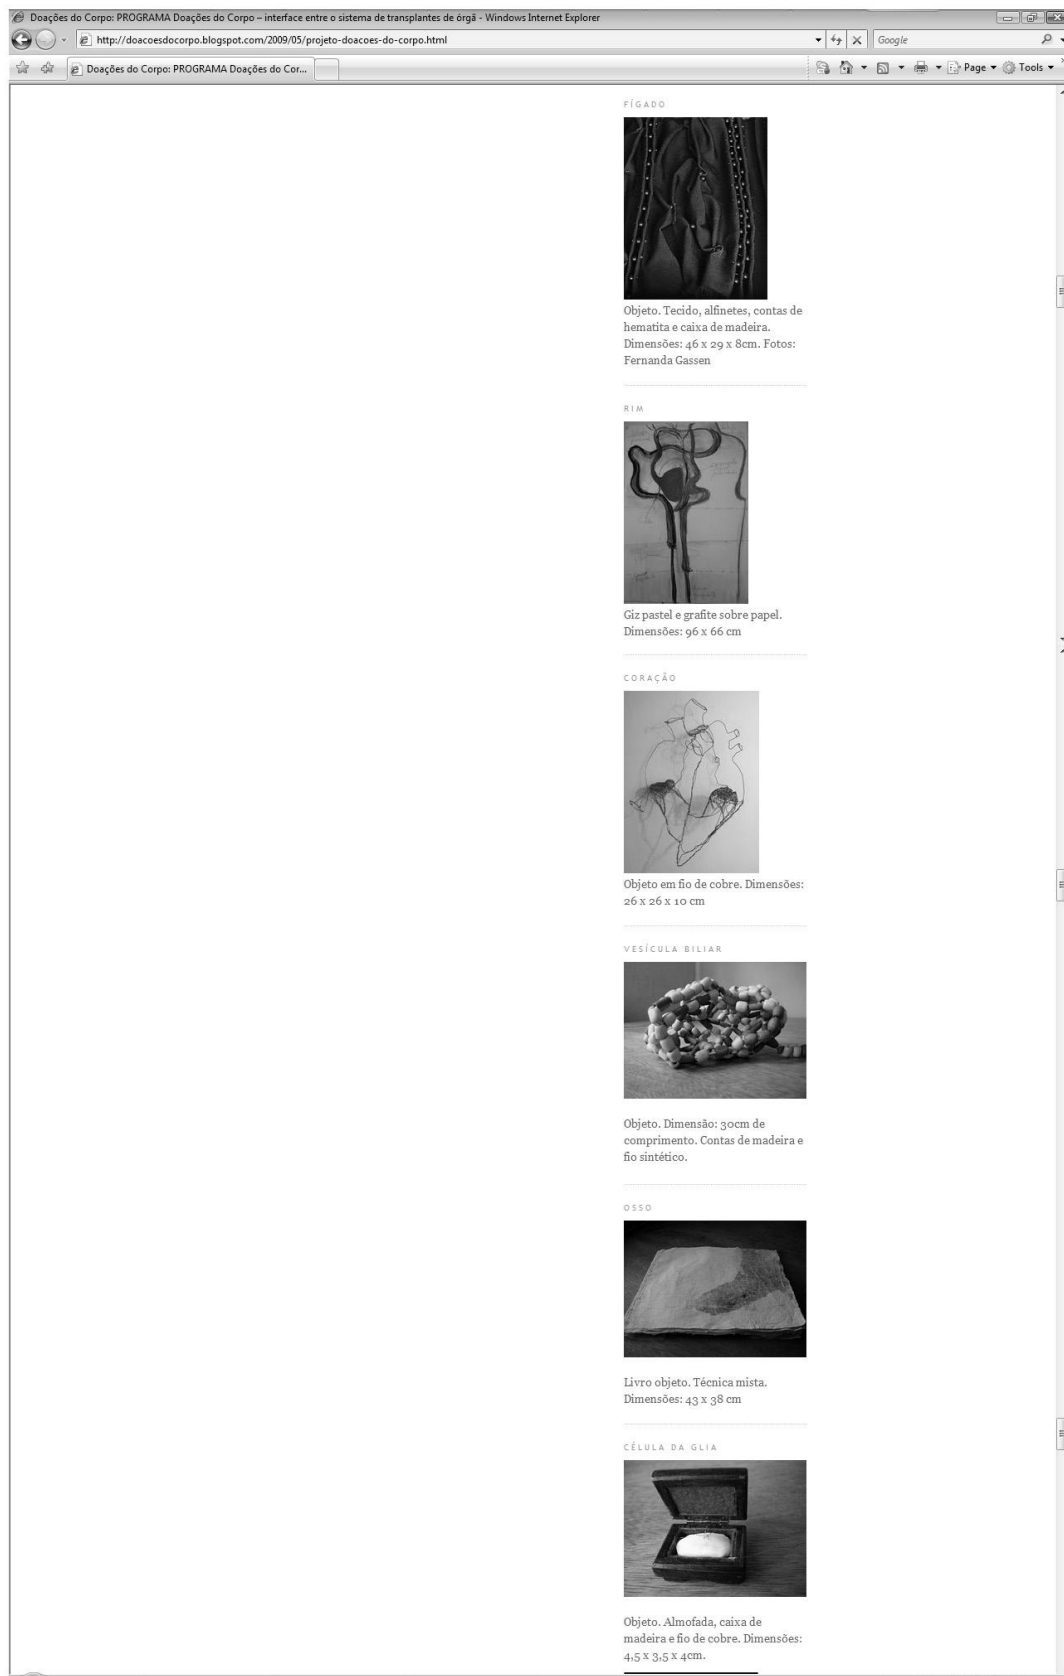 Doações do Corpo: PROGRAMA Doações do Corpo – interface entre o sistema de transplantes de órgã - Windows Internet Explorer
http://doacoesdocorpo.blogspot.com/2009/05/projeto-doacoes-do-corpo.html
Google
Doações do Corpo: PROGRAMA Doações do Cor...
Page
Tools
FÍGADO
Objeto. Tecido, alfinetes, contas de
hematita e caixa de madeira.
Dimensões: 46 x 29 x 8cm. Fotos:
Fernanda Gassen
RIM
Giz pastel e grafite sobre papel.
Dimensões: 96 x 66 cm
CORAÇÃO
Objeto em fio de cobre. Dimensões:
26 x 26 x 10 cm
VESÍCULA BILIAR
Objeto. Dimensão: 30cm de
comprimento. Contas de madeira e
fio sintético.
OSSO
Livro objeto. Técnica mista.
Dimensões: 43 x 38 cm
CÉLULA DA GLIA
Objeto. Almofada, caixa de
madeira e fio de cobre. Dimensões:
4,5 x 3,5 x 4cm.